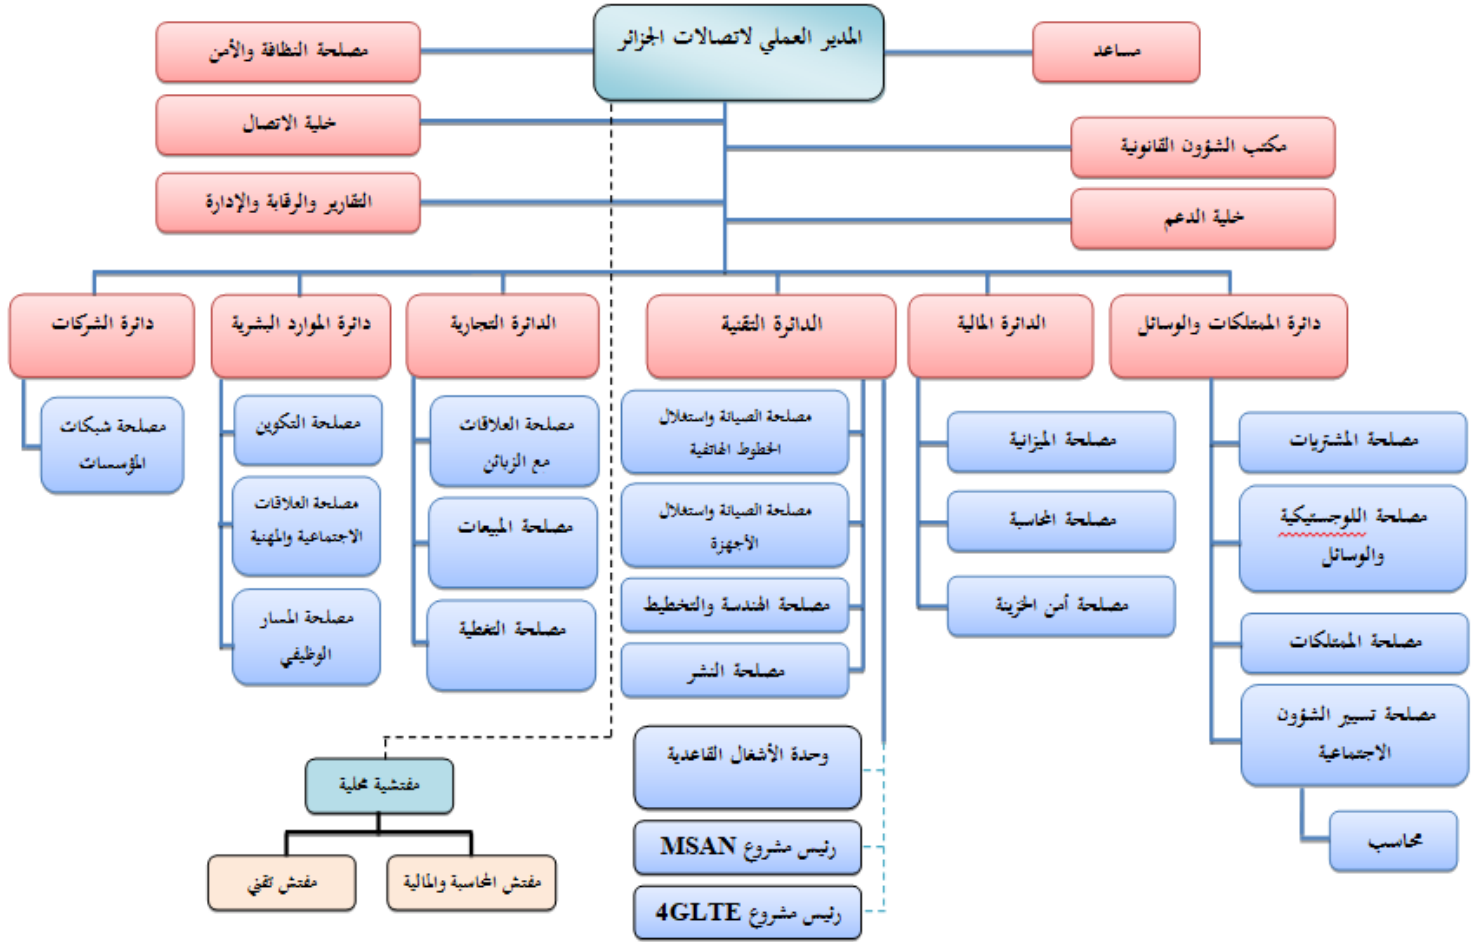 المدير العملي لاتصالات الجزائر
مساعد
مصلحة النظافة والأمن
خلية الاتصال
مكتب الشؤون القانونية
التقارير والرقابة والإدارة
خلية الدعم
دائرة الممتلكات والوسائل
الدائرة المالية
الدائرة التقنية
الدائرة التجارية
دائرة الموارد البشرية
دائرة الشركات
مصلحة المشتريات
مصلحة اللوجستيكية
والوسائل
مصلحة الممتلكات
مصلحة تسيير الشؤون
الاجتماعية
محاسب
مصلحة الميزانية
مصلحة المحاسبة
مصلحة أمن الخزينة
مصلحة الصيانة واستغلال
الخطوط الهاتفية
مصلحة الصيانة واستغلال
الأجهزة
مصلحة الهندسة والتخطيط
مصلحة النشر
وحدة الأشغال القاعدية
رئيس مشروع MSAN
رئيس مشروع 4GLTE
مصلحة العلاقات
مع الزبائن
مصلحة المبيعات
مصلحة التغطية
مصلحة التكوين
مصلحة العلاقات
الاجتماعية والمهنية
مصلحة المسار
الوظيفي
مصلحة شبكات
المؤسسات
مفتشية محلية
مفتش المحاسبة والمالية
مفتش تقني